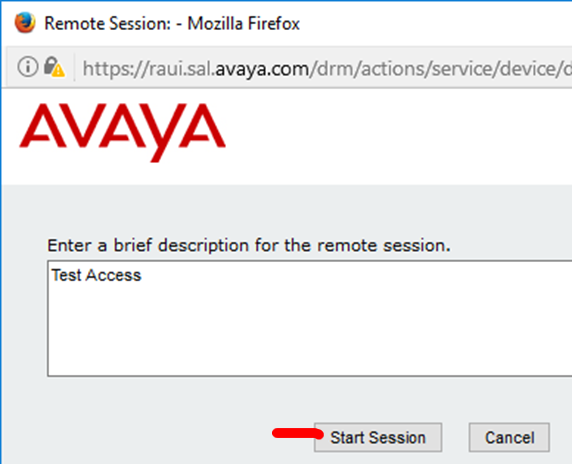 Remote Session: - Mozilla Firefox
https://raui.sal.avaya.com/drm/actions/service/device/d
AVAYA
Enter a brief description for the remote session.
Test Access
Start Session Cancel